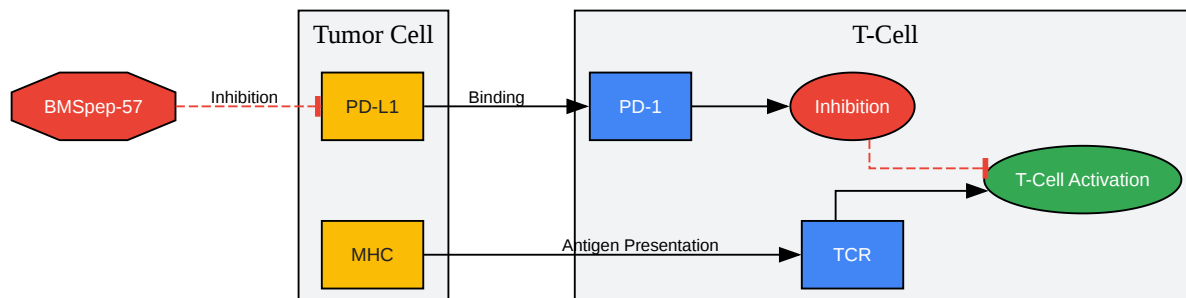 Tumor Cell
T-Cell
BMSpep-57
Inhibition
PD-L1
Binding
PD-1
Inhibition
T-Cell Activation
MHC
Antigen Presentation
TCR